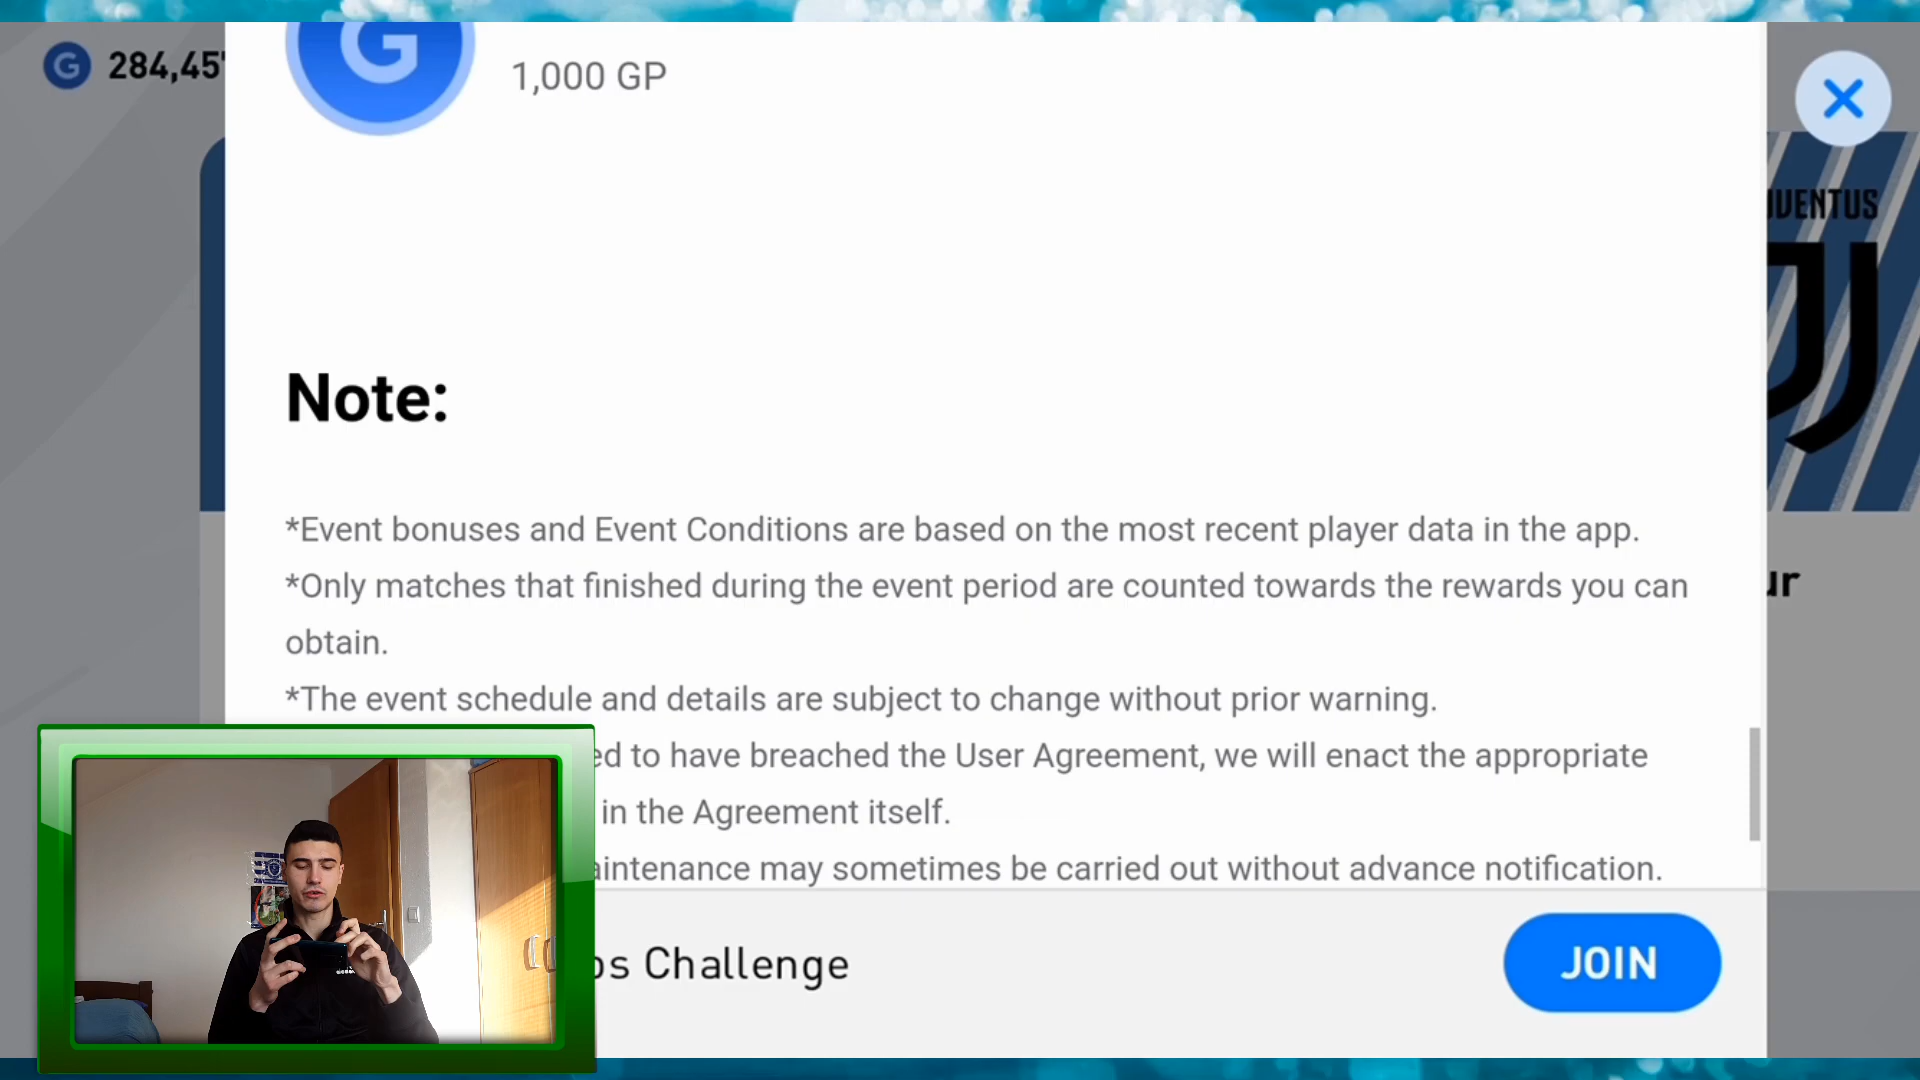 G 284,45
G
1,000 GP
JUVENTUS
Note:
*Event bonuses and Event Conditions are based on the most recent player data in the app.
*Only matches that finished during the event period are counted towards the rewards you can
obtain.
*The event schedule and details are subject to change without prior warning.
ed to have breached the User Agreement, we will enact the appropriate
in the Agreement itself.
aintenance may sometimes be carried out without advance notification.
ur
os Challenge
JOIN